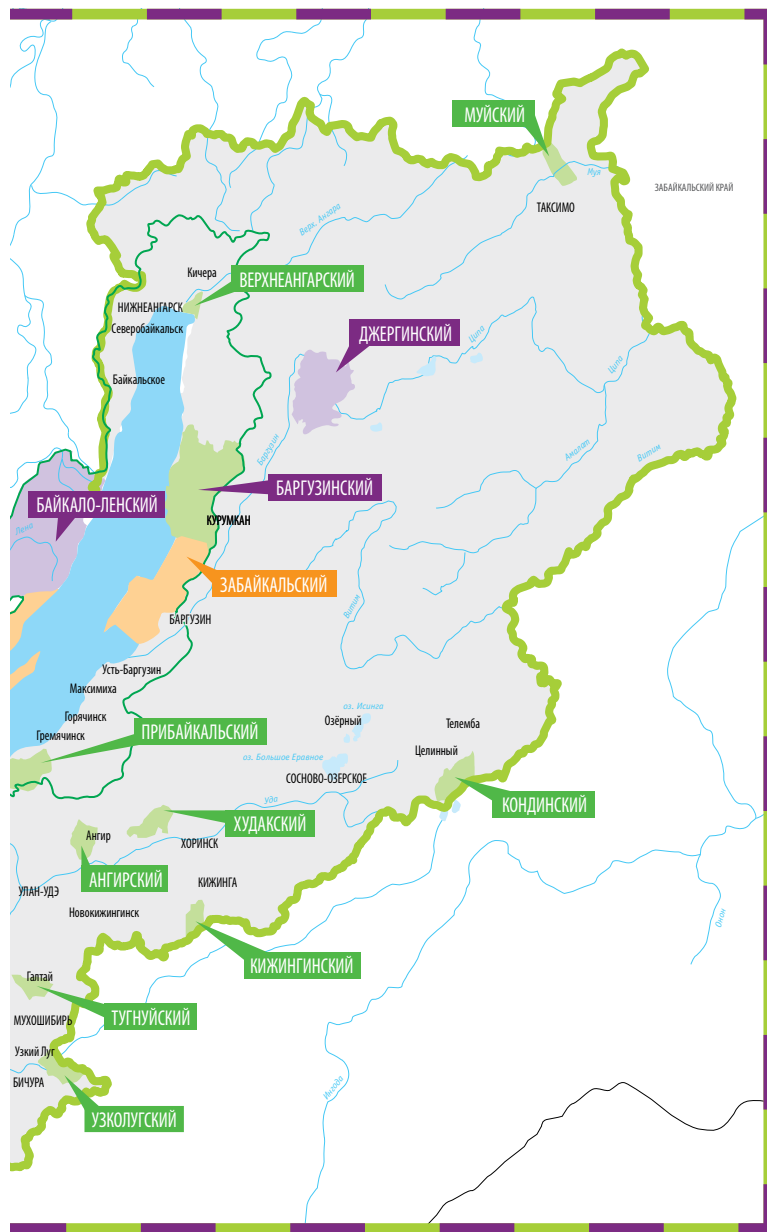 МУЙСКИЙ
Муя
ЗАБАЙКАЛЬСКИЙ КРАЙ
ТАКСИМО
Верх. Ангара
Кичера
ВЕРХНЕАНГАРСКИЙ
НИЖНЕАНГАРСК
Северобайкальск
ДЖЕРГИНСКИЙ
Ципа
Ципа
Байкальское
Баргузин
Амалат
Витим
БАРГУЗИНСКИЙ
БАЙКАЛО-ЛЕНСКИЙ
Лена
КУРУМКАН
ЗАБАЙКАЛЬСКИЙ
Витим
БАРГУЗИН
Усть-Баргузин
Максимиха
оз. Исинга
Горячинск
Озёрный
Телемба
Гремячинск
ПРИБАЙКАЛЬСКИЙ
Целинный
оз. Большое Еравное
СОСНОВО-ОЗЕРСКОЕ
Уда
КОНДИНСКИЙ
ХУДАКСКИЙ
Ангир
ХОРИНСК
АНГИРСКИЙ
КИЖИНГА
УЛАН-УДЭ
Новокижингинск
Онон
КИЖИНГИНСКИЙ
Галтай
ТУГНУЙСКИЙ
МУХОШИБИРЬ
Узкий Луг
БИЧУРА
Ингода
УЗКОЛУГСКИЙ